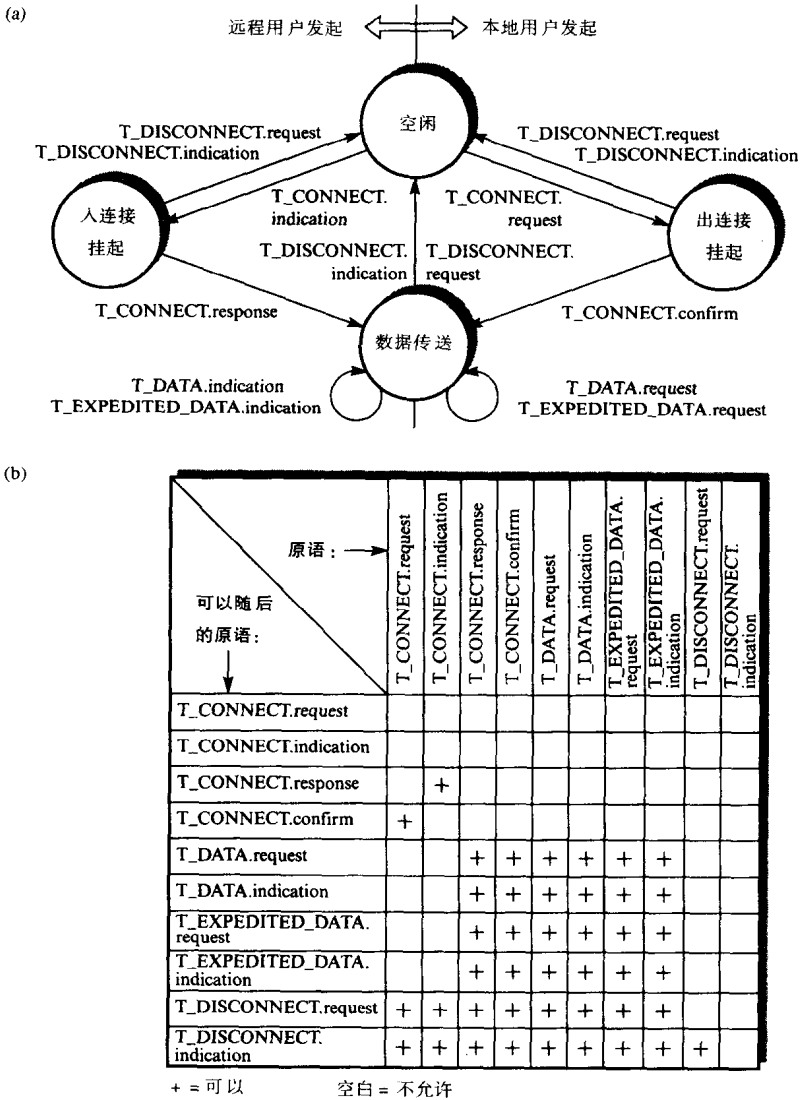 (a)
远程用户发起
本地用户发起
空闲
T_DISCONNECT.request
T_DISCONNECT.indication
T_DISCONNECT.request
T_DISCONNECT.indication
T_CONNECT.
indication
T_CONNECT.
request
入连接
挂起
出连接
挂起
T_DISCONNECT.
indication
T_DISCONNECT.
request
T_CONNECT.response
T_CONNECT.confirm
数据传送
T_DATA.indication
T_EXPEDITED_DATA.indication
T_DATA.request
T_EXPEDITED_DATA.request
(b)
原语:
可以随后
的原语:
T_CONNECT.request
T_CONNECT.indication
T_CONNECT.response
T_CONNECT.confirm
T_DATA.request
T_DATA.indication
T_EXPEDITED_DATA.
request
T_EXPEDITED_DATA.
indication
T_DISCONNECT.request
T_DISCONNECT.
indication
T_CONNECT.request
T_CONNECT.indication
T_CONNECT.response +
T_CONNECT.confirm +
T_DATA.request + + + + + +
T_DATA.indication + + + + + +
T_EXPEDITED_DATA.
request + + + + + +
T_EXPEDITED_DATA.
indication + + + + + +
T_DISCONNECT.request + + + + + + + +
T_DISCONNECT.
indication + + + + + + + + +
+ = 可以 空白 = 不允许